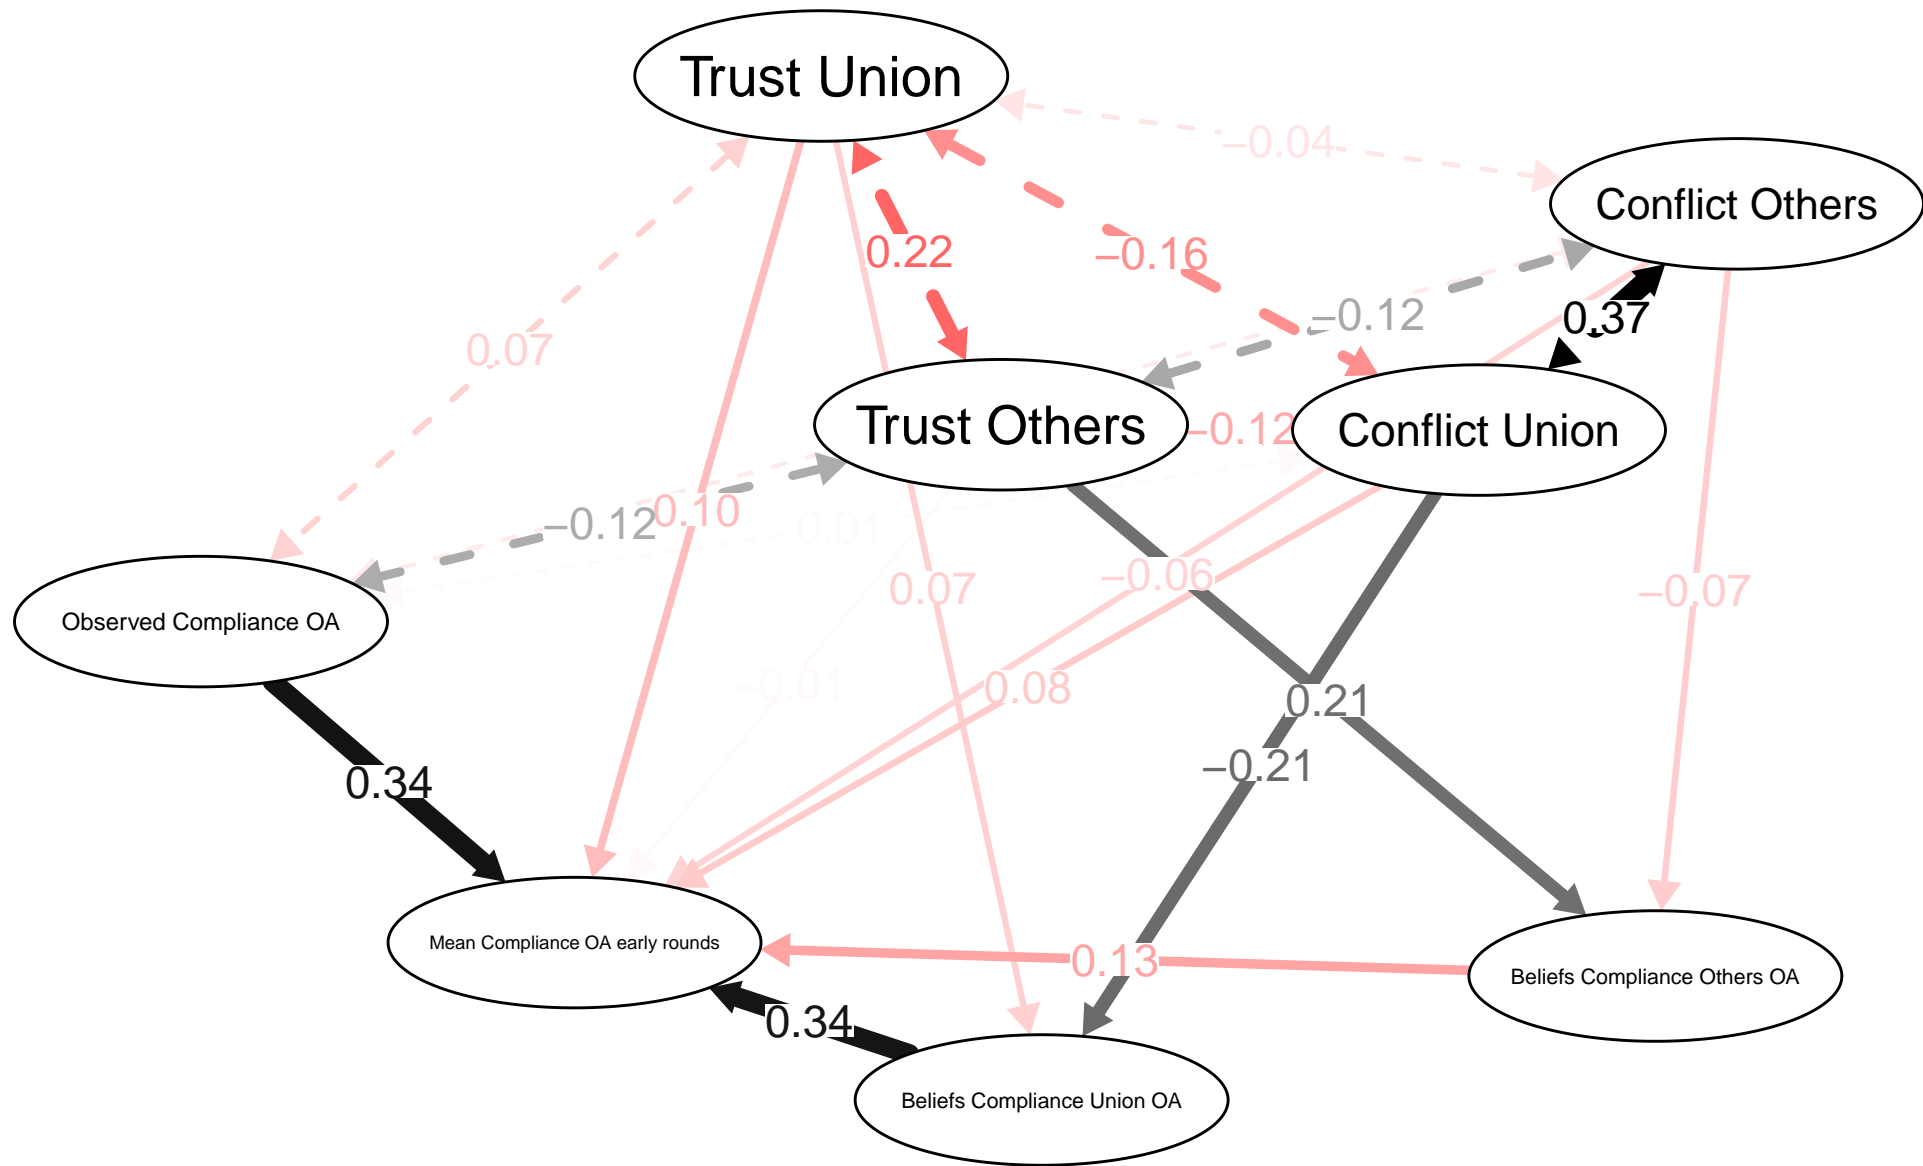 Trust Union
−0.04
Conflict Others
0.22
−0.16
−0.12
0.37
0.07
Trust Others
−0.12
Conflict Union
−0.12
0.10
0.01
0.07
−0.06
−0.07
Observed Compliance OA
−0.01
0.08
0.21
−0.21
0.34
Mean Compliance OA early rounds
0.13
Beliefs Compliance Others OA
0.34
Beliefs Compliance Union OA